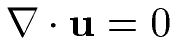 ∇ · 𝐮 = 0